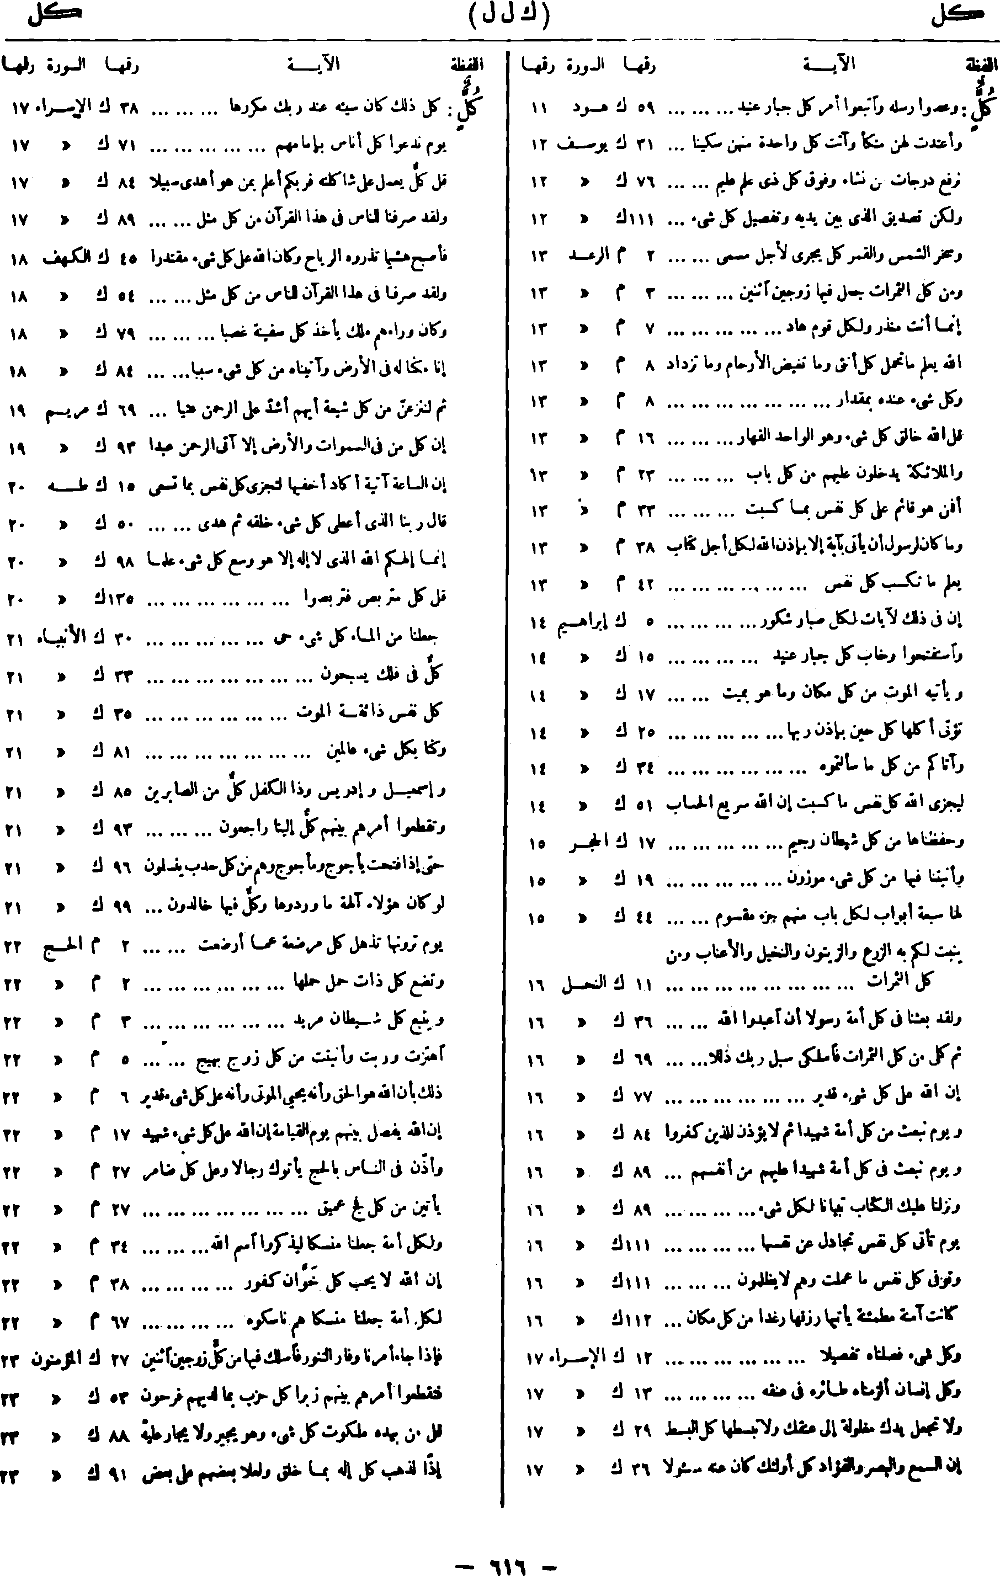 كل (ك ل ل) كل
اللفظة الآيـــة رقمها السورة رقمها
كُلّ : وعصوا رسله وآتبعوا أمر كل جبار عنيد ... ... ... ٥٩ ك هود ١١
وأعتدت لهن متكأ وآتت كل واحدة منهن سكينا ... ٣١ ك يوسف ١٢
نرفع درجات من نشاء وفوق كل ذى علم عليم ... ... ٧٦ ك « ١٢
ولكن تصديق الذى بين يديه وتفصيل كل شىء ... ١١١ ك « ١٢
وسخر الشمس والقمر كل يجرى لأجل مسمى ... ... ٢ م الرعد ١٣
ومن كل الثمرات جعل فيها زوجين آثنين ... ... ... ٣ م « ١٣
إنما أنت منذر ولكل قوم هاد ... ... ... ... ... ٧ م « ١٣
الله يعلم ما تحمل كل أنثى وما تغيض الأرحام وما تزداد ٨ م « ١٣
وكل شىء عنده بمقدار ... ... ... ... ... ... ... ٨ م « ١٣
قل الله خالق كل شىء وهو الواحد القهار ... ... ... ١٦ م « ١٣
والملائكة يدخلون عليهم من كل باب ... ... ... ٢٣ م « ١٣
أفمن هو قائم على كل نفس بما كسبت ... ... ... ٣٣ م « ١٣
وما كان لرسول أن يأتى بآية إلا بإذن الله لكل أجل كتاب ٣٨ م « ١٣
يعلم ما تكسب كل نفس ... ... ... ... ... ... ٤٢ م « ١٣
إن فى ذلك لآيات لكل صبار شكور ... ... ... ... ٥ ك إبراهيم ١٤
وآستفتحوا وخاب كل جبار عنيد ... ... ... ... ١٥ ك « ١٤
ويأتيه الموت من كل مكان وما هو بميت ... ... ١٧ ك « ١٤
تؤتى أكلها كل حين بإذن ربها ... ... ... ... ... ٢٥ ك « ١٤
وآتاكم من كل ما سألتموه ... ... ... ... ... ... ٣٤ ك « ١٤
ليجزى الله كل نفس ما كسبت إن الله سريع الحساب ٥١ ك « ١٤
وحفظناها من كل شيطان رجيم ... ... ... ... ... ١٧ ك الحجر ١٥
وأنبتنا فيها من كل شىء موزون ... ... ... ... ... ١٩ ك « ١٥
لها سبعة أبواب لكل باب منهم جزء مقسوم ... ... ٤٤ ك « ١٥
ينبت لكم به الزرع والزيتون والنخيل والأعناب ومن
كل الثمرات ... ... ... ... ... ... ... ... ١١ ك النحل ١٦
ولقد بعثنا فى كل أمة رسولا أن آعبدوا الله ... ... ٣٦ ك « ١٦
ثم كلى من كل الثمرات فآسلكى سبل ربك ذللا ... ... ٦٩ ك « ١٦
إن الله على كل شىء قدير ... ... ... ... ... ... ٧٧ ك « ١٦
ويوم نبعث من كل أمة شهيدا ثم لا يؤذن للذين كفروا ٨٤ ك « ١٦
ويوم نبعث فى كل أمة شهيدا عليهم من أنفسهم ... ٨٩ ك « ١٦
ونزلنا عليك الكتاب تبيانا لكل شىء ... ... ... ... ٨٩ ك « ١٦
يوم تأتى كل نفس تجادل عن نفسها ... ... ... ... ١١١ ك « ١٦
وتوفى كل نفس ما عملت وهم لا يظلمون ... ... ... ١١١ ك « ١٦
كانت آمنة مطمئنة يأتيها رزقها رغدا من كل مكان ... ١١٢ ك « ١٦
وكل شىء فصلناه تفصيلا ... ... ... ... ... ... ١٢ ك الإسراء ١٧
وكل إنسان ألزمناه طائره فى عنقه ... ... ... ... ١٣ ك « ١٧
ولا تجعل يدك مغلولة إلى عنقك ولا تبسطها كل البسط ٢٩ ك « ١٧
إن السمع والبصر والفؤاد كل أولئك كان عنه مسئولا ٣٦ ك « ١٧
اللفظة الآيـــة رقمها السورة رقمها
كُلّ : كل ذلك كان سيئه عند ربك مكروها ... ... ... ٣٨ ك الإسراء ١٧
يوم ندعوا كل أناس بإمامهم ... ... ... ... ... ٧١ ك « ١٧
قل كلٌّ يعمل على شاكلته فربكم أعلم بمن هو أهدى سبيلا ٨٤ ك « ١٧
ولقد صرفنا للناس فى هذا القرآن من كل مثل ... ... ٨٩ ك « ١٧
فأصبح هشيما تذروه الرياح وكان الله على كل شىء مقتدرا ٤٥ ك الكهف ١٨
ولقد صرفنا فى هذا القرآن للناس من كل مثل ... ... ٥٤ ك « ١٨
وكان وراءهم ملك يأخذ كل سفينة غصبا ... ... ... ٧٩ ك « ١٨
إنا مكنا له فى الأرض وآتيناه من كل شىء سببا ... ... ٨٤ ك « ١٨
ثم لننزعنّ من كل شيعة أيهم أشدّ على الرحمن عتيا ... ٦٩ ك مريم ١٩
إن كل من فى السموات والأرض إلا آتى الرحمن عبدا ٩٣ ك « ١٩
إن الساعة آتية أكاد أخفيها لتجزى كل نفس بما تسعى ١٥ ك طه ٢٠
قال ربنا الذى أعطى كل شىء خلقه ثم هدى ... ... ٥٠ ك « ٢٠
إنما إلهكم الله الذى لا إله إلا هو وسع كل شىء علما ٩٨ ك « ٢٠
قل كل متربص فتربصوا ... ... ... ... ... ... ١٣٥ ك « ٢٠
جعلنا من الماء كل شىء حى ... ... ... ... ... ٣٠ ك الأنبياء ٢١
كلٌّ فى فلك يسبحون ... ... ... ... ... ... ... ٣٣ ك « ٢١
كل نفس ذائقة الموت ... ... ... ... ... ... ٣٥ ك « ٢١
وكنا بكل شىء عالمين ... ... ... ... ... ... ... ٨١ ك « ٢١
وإسمعيل وإدريس وذا الكفل كلٌّ من الصابرين ٨٥ ك « ٢١
وتقطعوا أمرهم بينهم كلٌّ إلينا راجعون ... ... ... ٩٣ ك « ٢١
حتى إذا فتحت يأجوج ومأجوج وهم من كل حدب ينسلون ٩٦ ك « ٢١
لو كان هؤلاء آلهة ما وردوها وكلٌّ فيها خالدون ... ٩٩ ك « ٢١
يوم ترونها تذهل كل مرضعة عما أرضعت ... ... ٢ م الحج ٢٢
وتضع كل ذات حمل حملها ... ... ... ... ... ... ٢ م « ٢٢
ويتبع كل شيطان مريد ... ... ... ... ... ... ٣ م « ٢٢
آهتزت وربت وأنبتت من كل زوج بهيج ... ... ٥ م « ٢٢
ذلك بأن الله هو الحق وأنه يحيى الموتى وأنه على كل شىء قدير ٦ م « ٢٢
إن الله يفصل بينهم يوم القيامة إن الله على كل شىء شهيد ١٧ م « ٢٢
وأذّن فى الناس بالحج يأتوك رجالا وعلى كل ضامر ٢٧ م « ٢٢
يأتين من كل فج عميق ... ... ... ... ... ... ... ٢٧ م « ٢٢
ولكل أمة جعلنا منسكا ليذكروا آسم الله ... ... ... ٣٤ م « ٢٢
إن الله لا يحب كل خَوَّان كفور ... ... ... ... ٣٨ م « ٢٢
لكل أمة جعلنا منسكا هم ناسكوه ... ... ... ... ٦٧ م « ٢٢
فإذا جاء أمرنا وفار التنور فآسلك فيها من كلٍّ زوجين آثنين ٢٧ ك المؤمنون ٢٣
فتقطعوا أمرهم بينهم زبرا كل حزب بما لديهم فرحون ٥٣ ك « ٢٣
قل من بيده ملكوت كل شىء وهو يجير ولا يجار عليه ٨٨ ك « ٢٣
إذًا لذهب كل إله بما خلق ولعلا بعضهم على بعض ٩١ ك « ٢٣
— ٦١٦ —